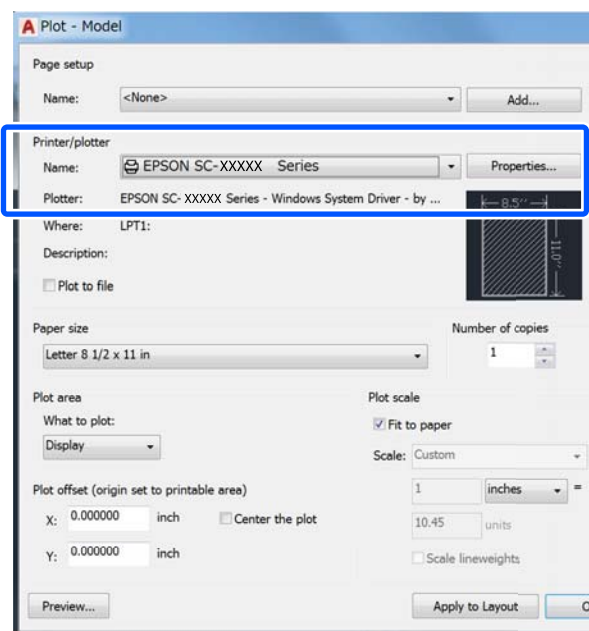 A Plot - Model
Page setup
Name: <None> Add...
Printer/plotter
Name: EPSON SC-XXXXX Series Properties...
Plotter: EPSON SC- XXXXX Series - Windows System Driver - by ...
8.5''
Where: LPT1:
11.0''
Description:
Plot to file
Paper size Number of copies
Letter 8 1/2 x 11 in 1
Plot area Plot scale
What to plot: Fit to paper
Display Scale: Custom
Plot offset (origin set to printable area) 1 inches =
X: 0.000000 inch Center the plot 10.45 units
Y: 0.000000 inch Scale lineweights
Preview... Apply to Layout